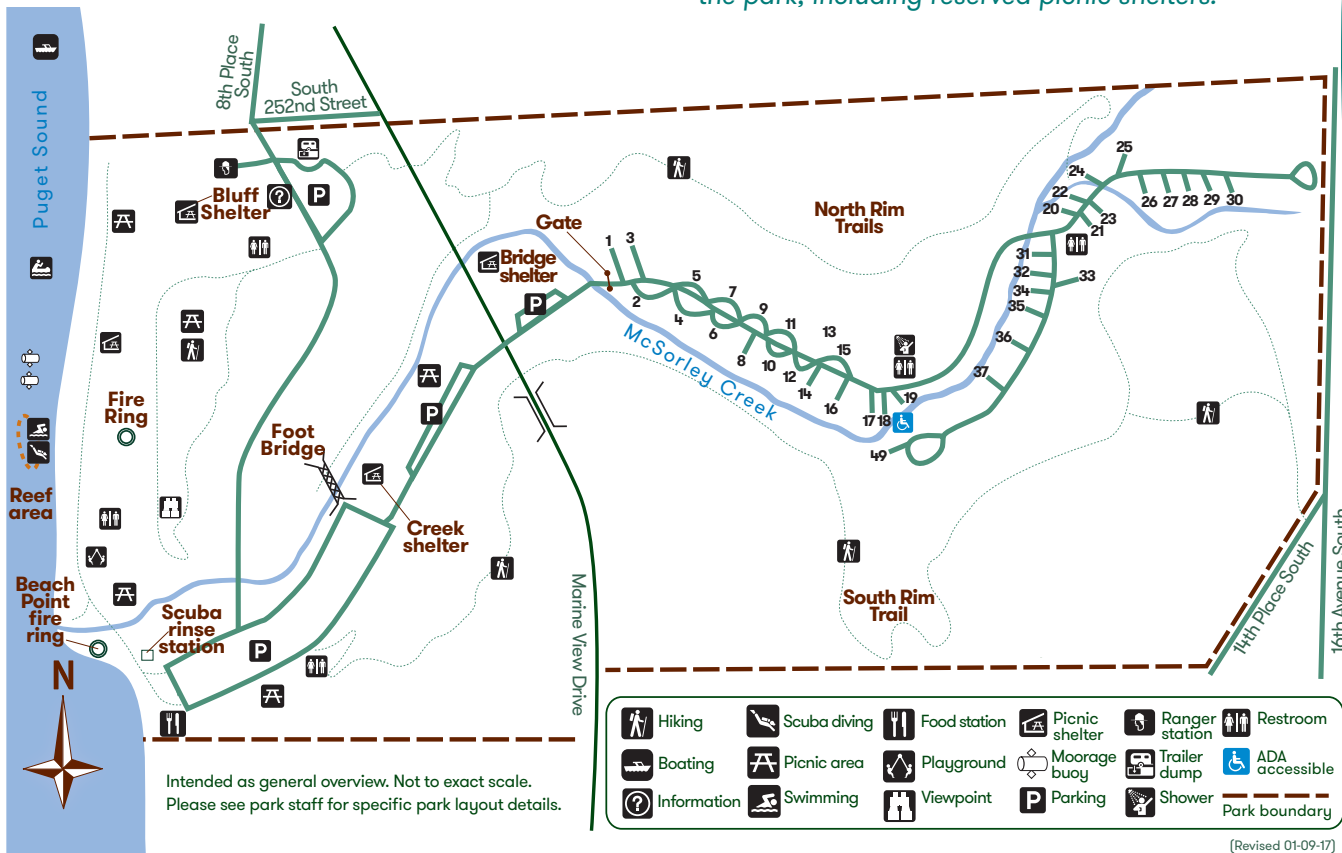 the park, including reserved picnic shelters.
8th Place
South
South
252nd Street
Puget Sound
Bluff
Shelter
?
P
Gate
Bridge
shelter
P
North Rim
Trails
1
3
2
5
4
7
6
9
8
11
10
13
12
15
14
16
17
18
19
49
20
21
22
23
24
25
26
27
28
29
30
31
32
33
34
35
36
37
McSorley Creek
Fire
Ring
Foot
Bridge
P
Reef
area
Creek
shelter
Beach
Point
fire
ring
Scuba
rinse
station
P
South Rim
Trail
Marine View Drive
14th Place South
16th Avenue South
N
Intended as general overview. Not to exact scale.
Please see park staff for specific park layout details.
Hiking
Scuba diving
Food station
Picnic
shelter
Ranger
station
Restroom
Boating
Picnic area
Playground
Moorage
buoy
Trailer
dump
ADA
accessible
?
Information
Swimming
Viewpoint
P
Parking
Shower
Park boundary
(Revised 01-09-17)